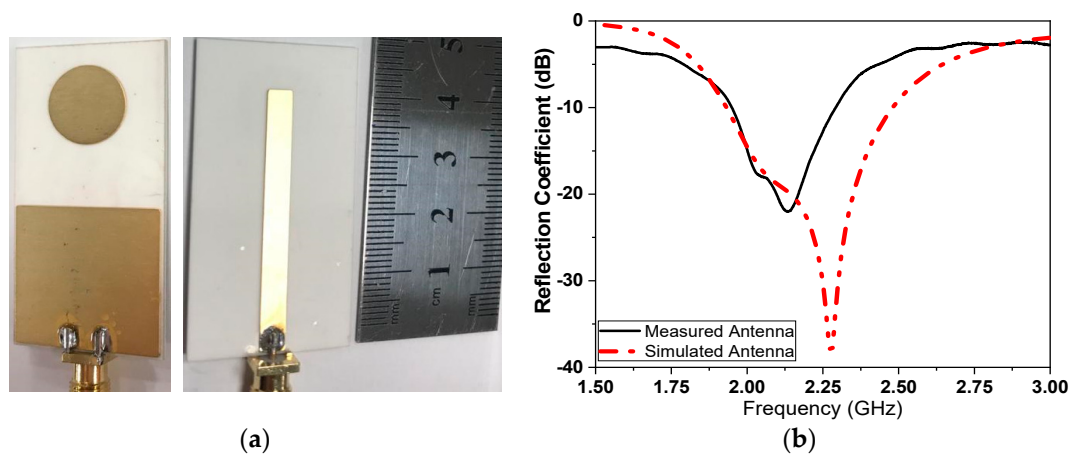 5
4
3
2
1
cm
mm
mm
0
-10
-20
-30
-40
Reflection Coefficient (dB)
Measured Antenna
Simulated Antenna
1.50 1.75 2.00 2.25 2.50 2.75 3.00
Frequency (GHz)
(a) (b)